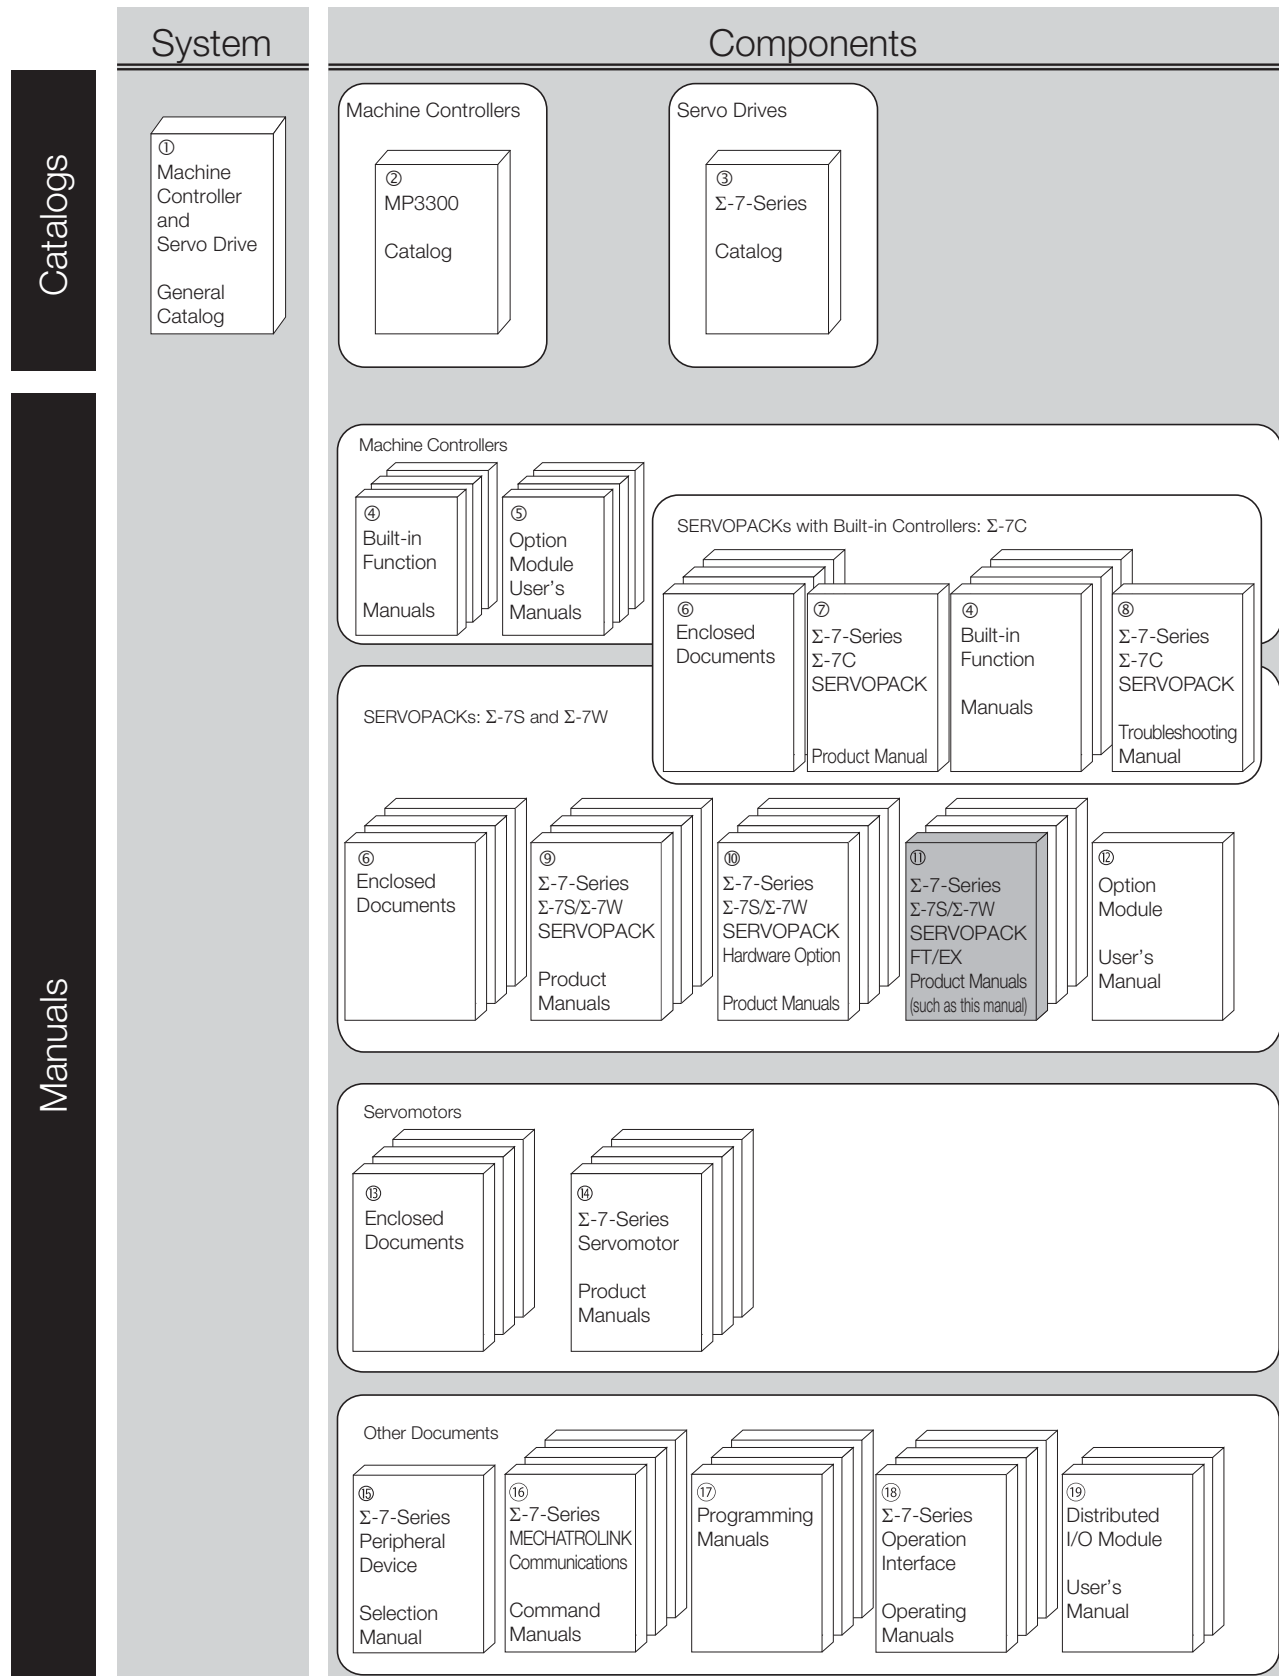 System
Components
Catalogs
①
Machine
Controller
and
Servo Drive
General
Catalog
Machine Controllers
②
MP3300
Catalog
Servo Drives
③
Σ-7-Series
Catalog
Manuals
Machine Controllers
④
Built-in
Function
Manuals
⑤
Option
Module
User's
Manuals
SERVOPACKs with Built-in Controllers: Σ-7C
⑥
Enclosed
Documents
⑦
Σ-7-Series
Σ-7C
SERVOPACK
Product Manual
④
Built-in
Function
Manuals
⑧
Σ-7-Series
Σ-7C
SERVOPACK
Troubleshooting
Manual
SERVOPACKs: Σ-7S and Σ-7W
⑥
Enclosed
Documents
⑨
Σ-7-Series
Σ-7S/Σ-7W
SERVOPACK
Product
Manuals
⑩
Σ-7-Series
Σ-7S/Σ-7W
SERVOPACK
Hardware Option
Product Manuals
⑪
Σ-7-Series
Σ-7S/Σ-7W
SERVOPACK
FT/EX
Product Manuals
(such as this manual)
⑫
Option
Module
User's
Manual
Servomotors
⑬
Enclosed
Documents
⑭
Σ-7-Series
Servomotor
Product
Manuals
Other Documents
⑮
Σ-7-Series
Peripheral
Device
Selection
Manual
⑯
Σ-7-Series
MECHATROLINK
Communications
Command
Manuals
⑰
Programming
Manuals
⑱
Σ-7-Series
Operation
Interface
Operating
Manuals
⑲
Distributed
I/O Module
User's
Manual